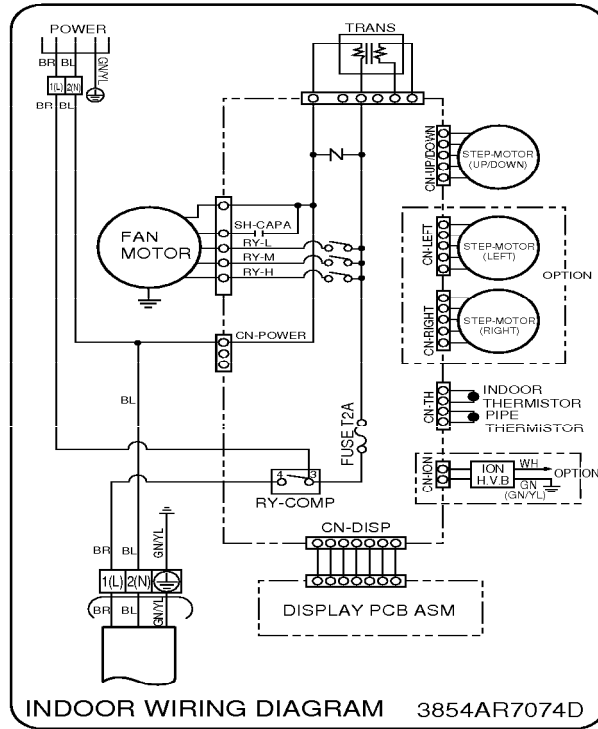 POWER
BR BL GN/YL
1(L) 2(N)
BR BL
TRANS
N
CN-UP/DOWN
STEP-MOTOR
(UP/DOWN)
FAN
MOTOR
SH-CAPA
RY-L
RY-M
RY-H
CN-LEFT
STEP-MOTOR
(LEFT)
OPTION
CN-RIGHT
STEP-MOTOR
(RIGHT)
CN-POWER
BL
FUSE T2A
CN-TH
INDOOR
THERMISTOR
PIPE
THERMISTOR
4 3
RY-COMP
CN-ION
ION
H.V.B
WH
GN
(GN/YL)
OPTION
CN-DISP
BR BL GN/YL
1(L) 2(N)
BR BL GN/YL
DISPLAY PCB ASM
INDOOR WIRING DIAGRAM 3854AR7074D